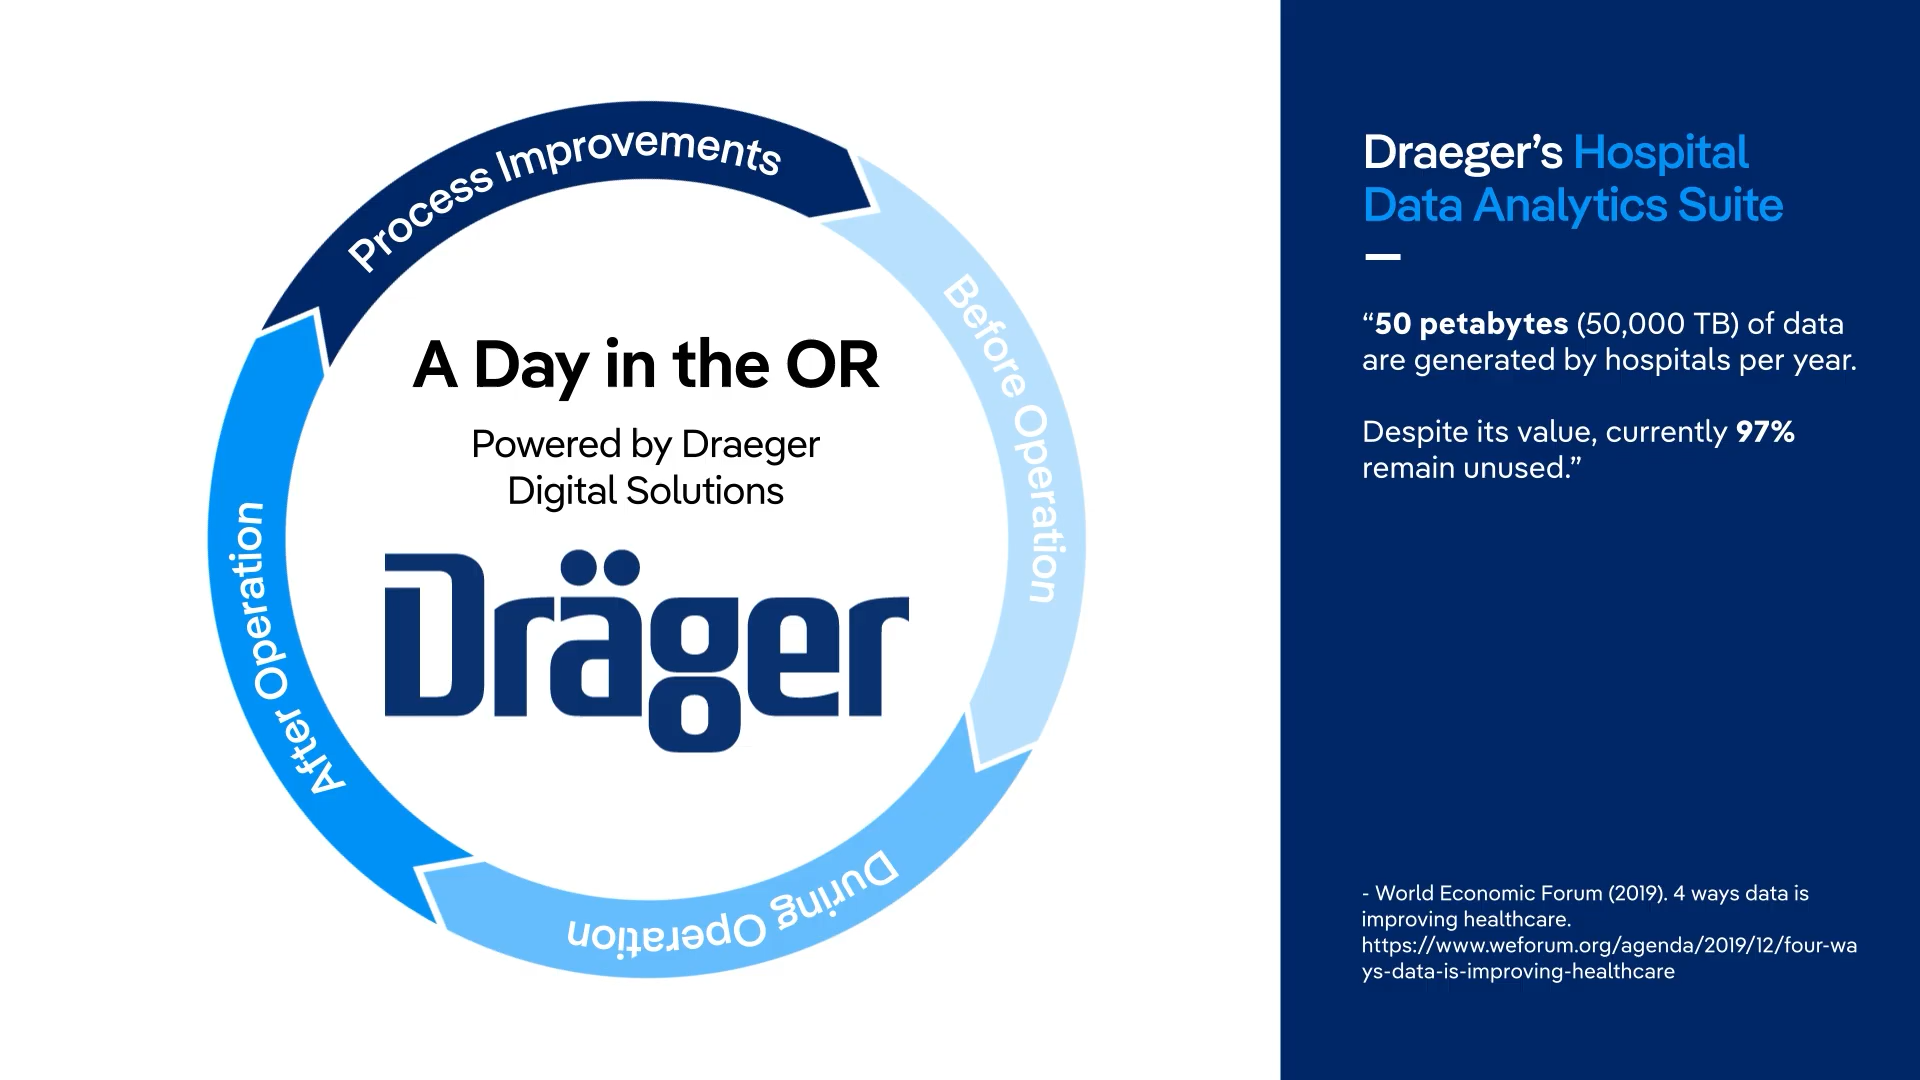 Process Improvements
Before Operation
During Operation
After Operation
A Day in the OR
Powered by Draeger
Digital Solutions
Dräger
Draeger’s Hospital
Data Analytics Suite
“50 petabytes (50,000 TB) of data
are generated by hospitals per year.
Despite its value, currently 97%
remain unused.”
- World Economic Forum (2019). 4 ways data is
improving healthcare.
https://www.weforum.org/agenda/2019/12/four-wa
ys-data-is-improving-healthcare